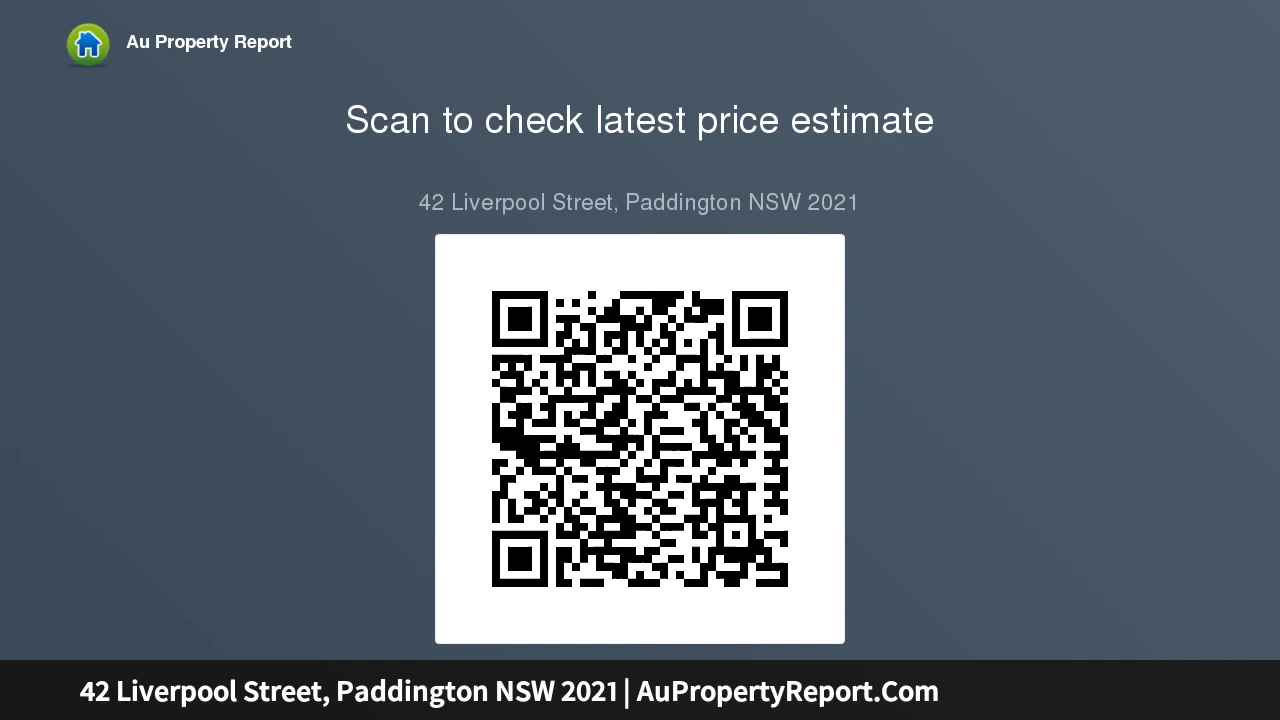 Au Property Report
Scan to check latest price estimate
42 Liverpool Street, Paddington NSW 2021
42 Liverpool Street, Paddington NSW 2021 | AuPropertyReport.Com